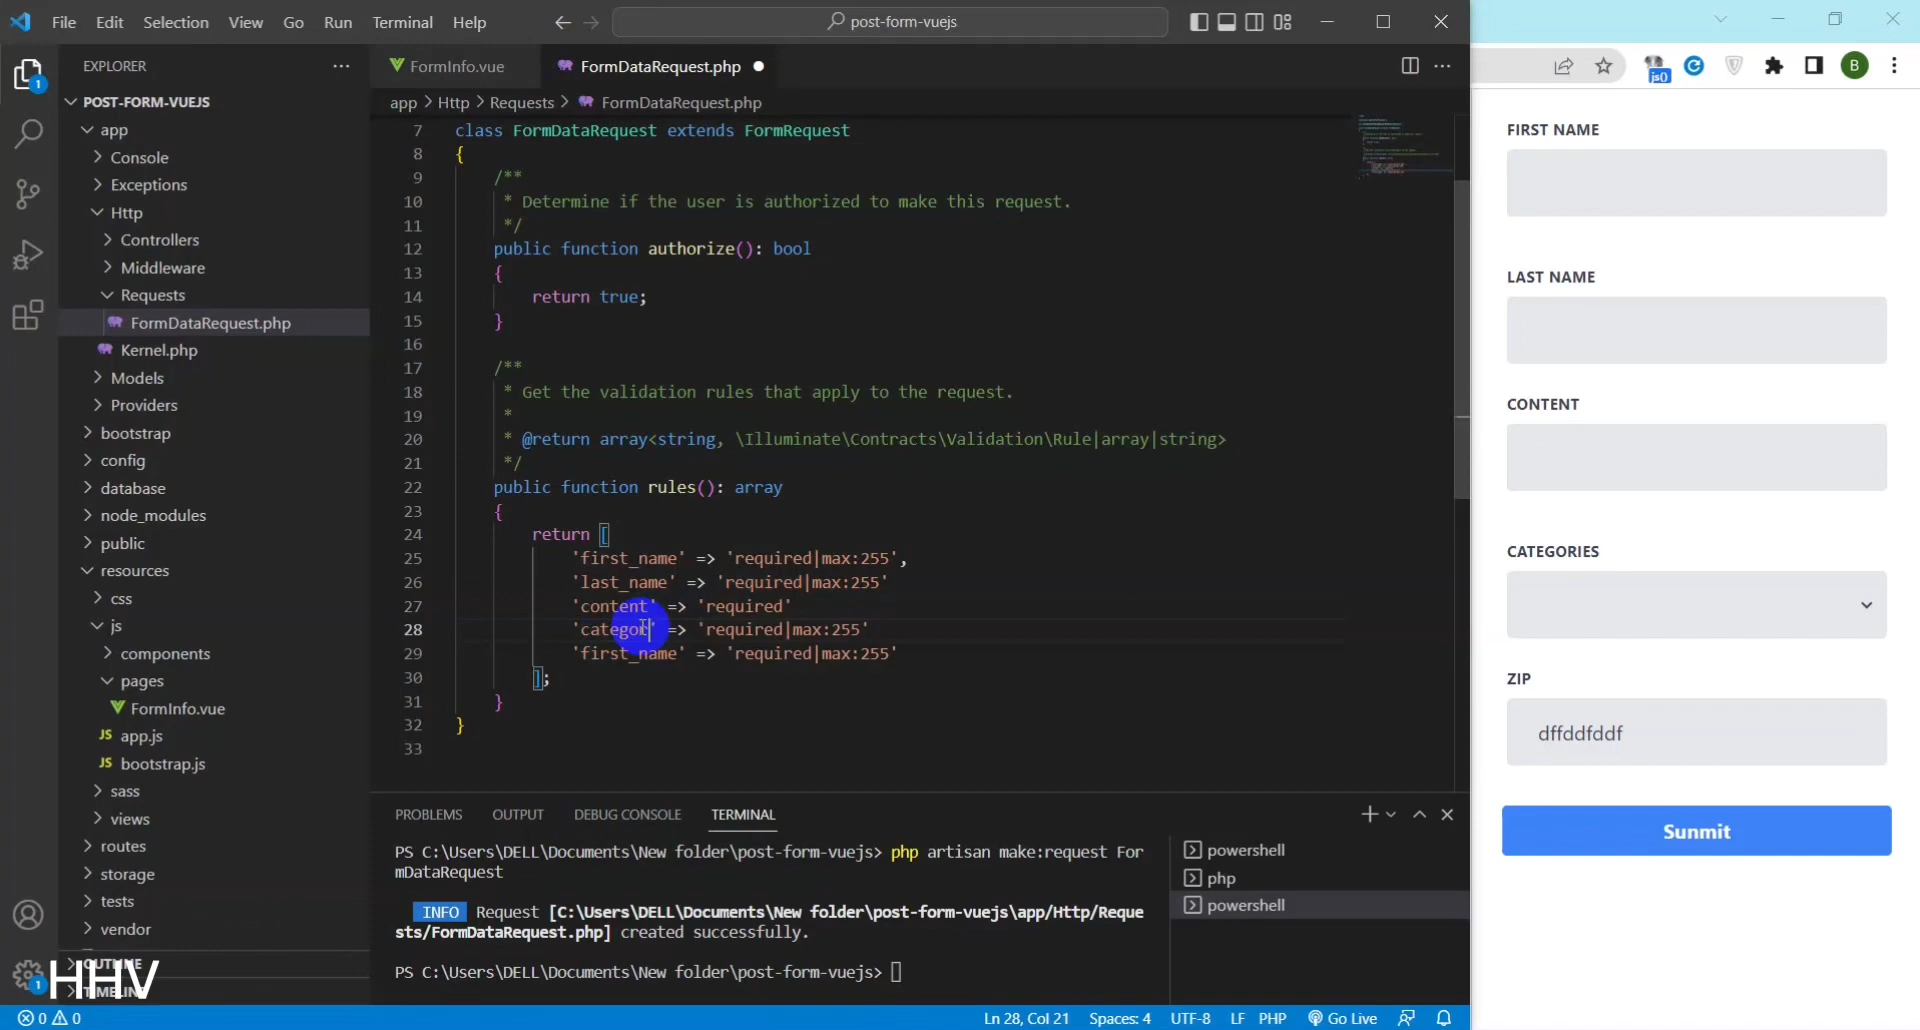 File Edit Selection View Go Run Terminal Help
post-form-vuejs
EXPLORER
POST-FORM-VUEJS
app
Console
Exceptions
Http
Controllers
Middleware
Requests
FormDataRequest.php
Kernel.php
Models
Providers
bootstrap
config
database
node_modules
public
resources
css
js
components
pages
FormInfo.vue
JS app.js
JS bootstrap.js
sass
views
routes
storage
tests
vendor
OUTLINE
TIMELINE
HHV
1
1
FormInfo.vue
FormDataRequest.php
app > Http > Requests > FormDataRequest.php
7 class FormDataRequest extends FormRequest
8 {
9 /**
10 * Determine if the user is authorized to make this request.
11 */
12 public function authorize(): bool
13 {
14 return true;
15 }
16
17 /**
18 * Get the validation rules that apply to the request.
19 *
20 * @return array<string, \Illuminate\Contracts\Validation\Rule|array|string>
21 */
22 public function rules(): array
23 {
24 return [
25 'first_name' => 'required|max:255',
26 'last_name' => 'required|max:255'
27 'content' => 'required'
28 'categor' => 'required|max:255'
29 'first_name' => 'required|max:255'
30 ];
31 }
32 }
33
PROBLEMS OUTPUT DEBUG CONSOLE TERMINAL
PS C:\Users\DELL\Documents\New folder\post-form-vuejs> php artisan make:request For
mDataRequest
INFO Request [C:\Users\DELL\Documents\New folder\post-form-vuejs\app/Http/Reque
sts/FormDataRequest.php] created successfully.
PS C:\Users\DELL\Documents\New folder\post-form-vuejs>
powershell
php
powershell
0 0
Ln 28, Col 21 Spaces: 4 UTF-8 LF PHP Go Live
js()
B
FIRST NAME
LAST NAME
CONTENT
CATEGORIES
ZIP
dffddfddf
Sunmit